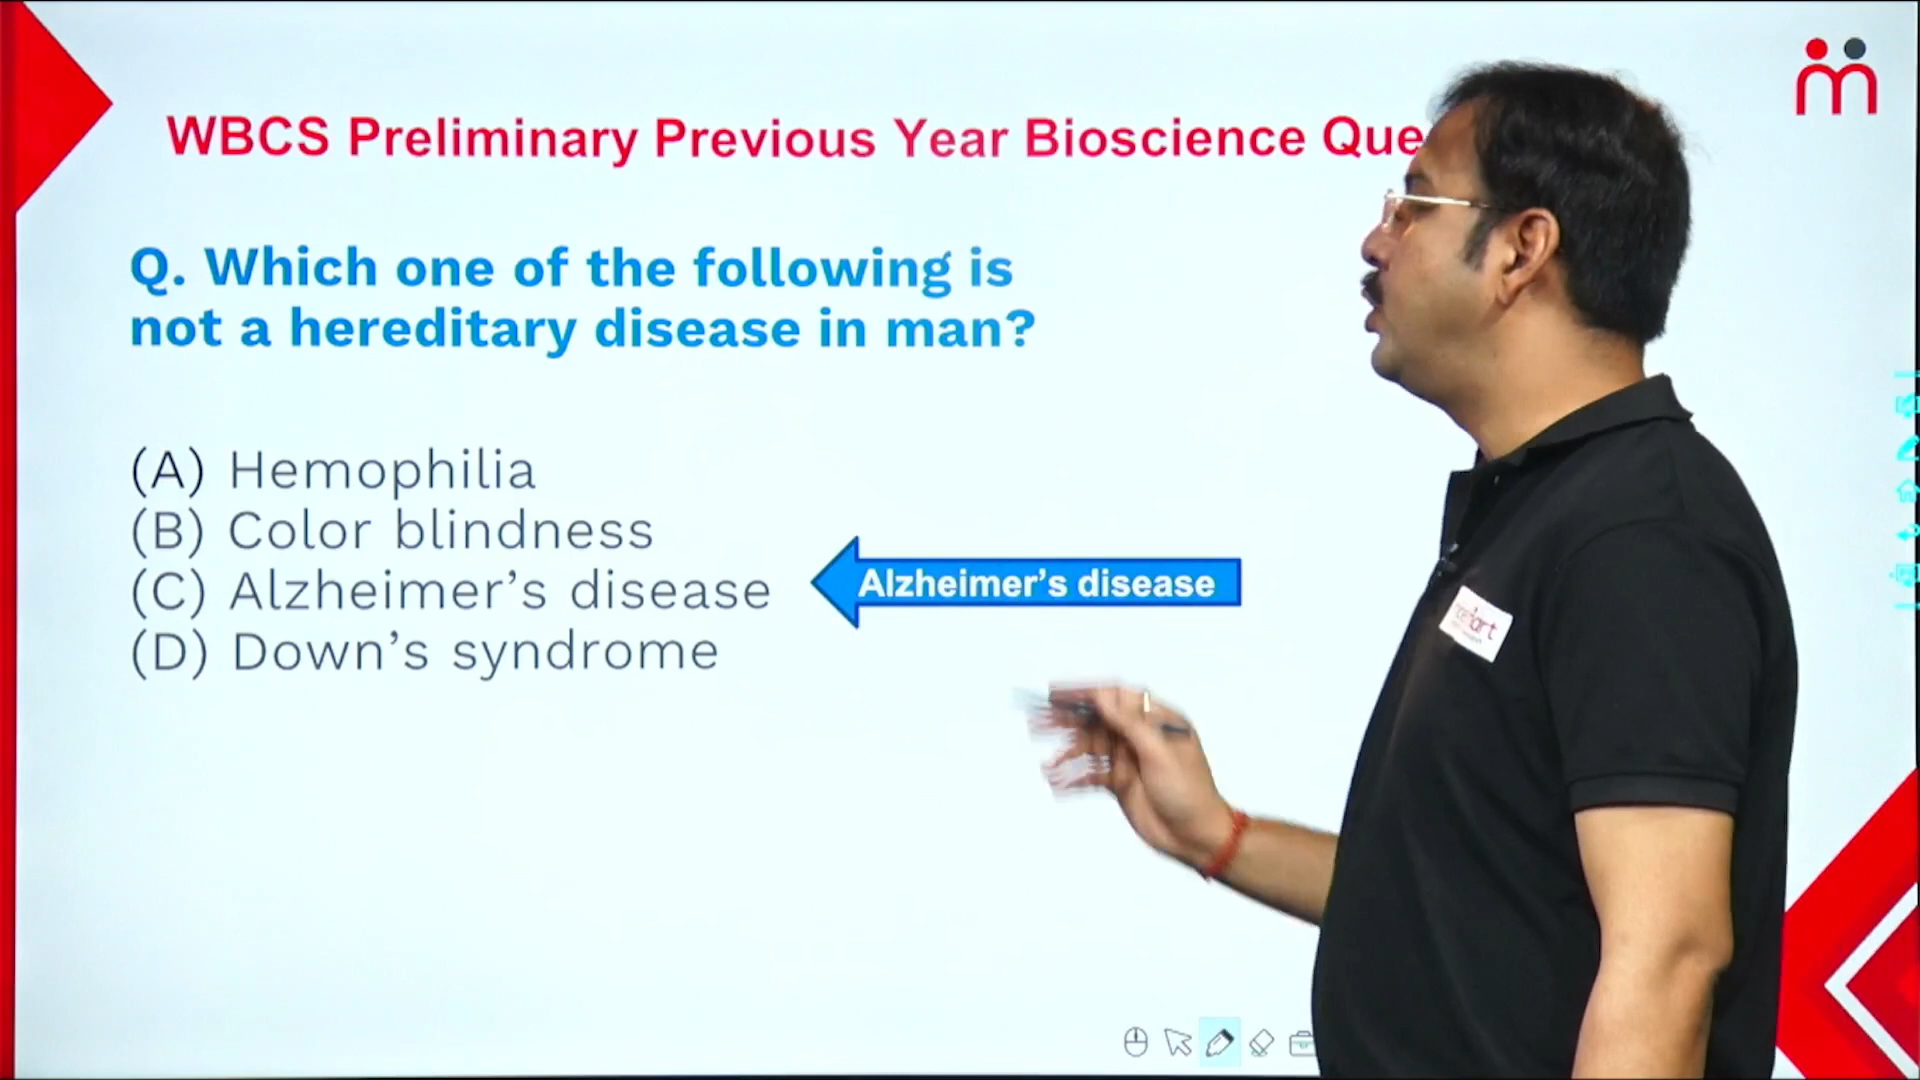 WBCS Preliminary Previous Year Bioscience
Q. Which one of the following is
not a hereditary disease in man?
(A) Hemophilia
(B) Color blindness
(C) Alzheimer’s disease
Alzheimer’s disease
(D) Down’s syndrome